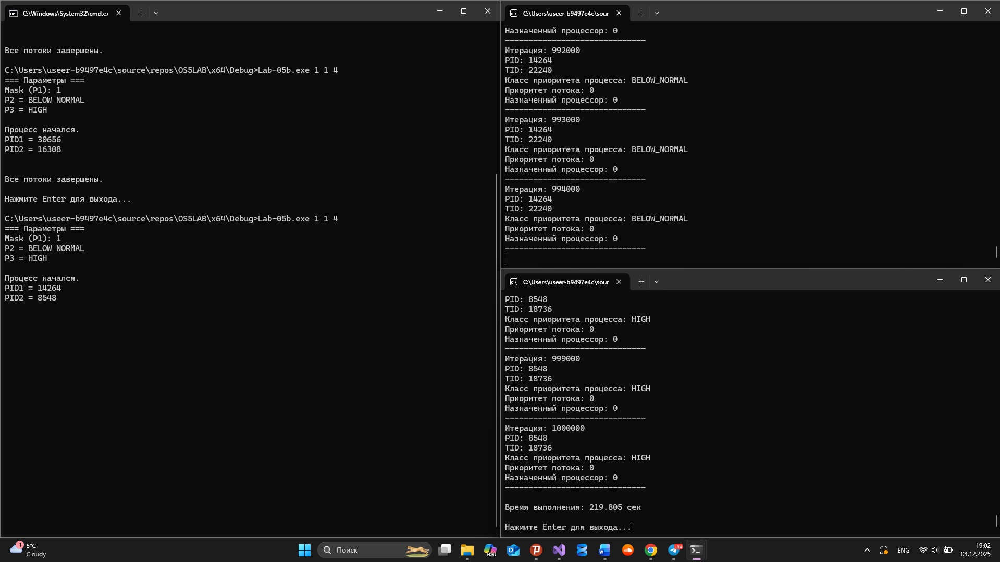 C:\Windows\System32\cmd.e›
Все потоки завершены.
C:\Users\useer-b9497e4c\source\repos\OS5LAB\x64\Debug>Lab-05b.exe 1 1 4
=== Параметры ===
Mask (P1): 1
P2 = BELOW NORMAL
P3 = HIGH
Процесс начался.
PID1 = 30656
PID2 = 16308
Все потоки завершены.
Нажмите Enter для выхода...
C:\Users\useer-b9497e4c\source\repos\OS5LAB\x64\Debug>Lab-05b.exe 1 1 4
=== Параметры ===
Mask (P1): 1
P2 = BELOW NORMAL
P3 = HIGH
Процесс начался.
PID1 = 14264
PID2 = 8548
C:\Users\useer-b9497e4c\sour
Назначенный процессор: 0
------------------------------
Итерация: 992000
PID: 14264
TID: 22240
Класс приоритета процесса: BELOW_NORMAL
Приоритет потока: 0
Назначенный процессор: 0
------------------------------
Итерация: 993000
PID: 14264
TID: 22240
Класс приоритета процесса: BELOW_NORMAL
Приоритет потока: 0
Назначенный процессор: 0
------------------------------
Итерация: 994000
PID: 14264
TID: 22240
Класс приоритета процесса: BELOW_NORMAL
Приоритет потока: 0
Назначенный процессор: 0
------------------------------
C:\Users\useer-b9497e4c\sour
PID: 8548
TID: 18736
Класс приоритета процесса: HIGH
Приоритет потока: 0
Назначенный процессор: 0
------------------------------
Итерация: 999000
PID: 8548
TID: 18736
Класс приоритета процесса: HIGH
Приоритет потока: 0
Назначенный процессор: 0
------------------------------
Итерация: 1000000
PID: 8548
TID: 18736
Класс приоритета процесса: HIGH
Приоритет потока: 0
Назначенный процессор: 0
------------------------------
Время выполнения: 219.805 сек
Нажмите Enter для выхода...
1
5°C
Cloudy
Поиск
M365
94
ENG
19:02
04.12.2025